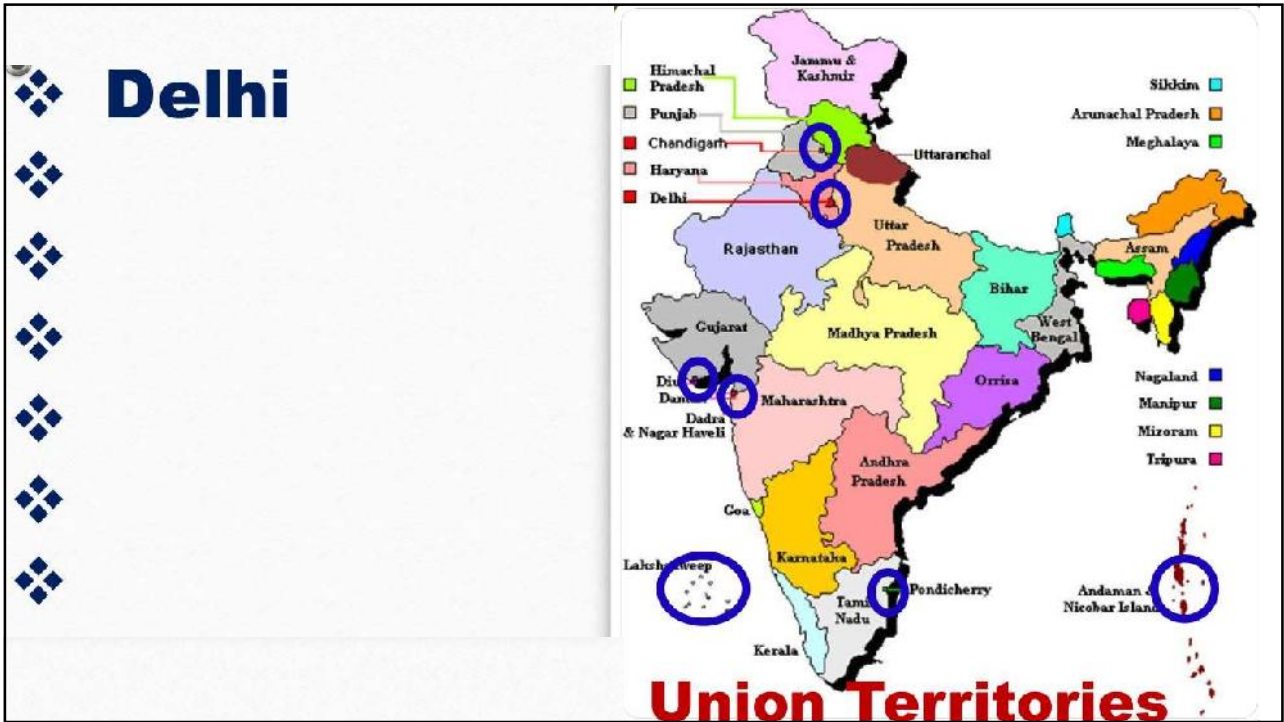 Delhi
Jammu &
Kashmir
Himachal
Pradesh
Punjab
Chandigarh
Haryana
Delhi
Uttaranchal
Sikkim
Arunachal Pradesh
Meghalaya
Rajasthan
Uttar
Pradesh
Assam
Bihar
Gujarat
Madhya Pradesh
West
Bengal
Orrisa
Diu
Daman
Maharashtra
Dadra
& Nagar Haveli
Nagaland
Manipur
Mizoram
Tripura
Andhra
Pradesh
Goa
Karnataka
Lakshadweep
Pondicherry
Tamil
Nadu
Andaman &
Nicobar Island
Kerala
Union Territories